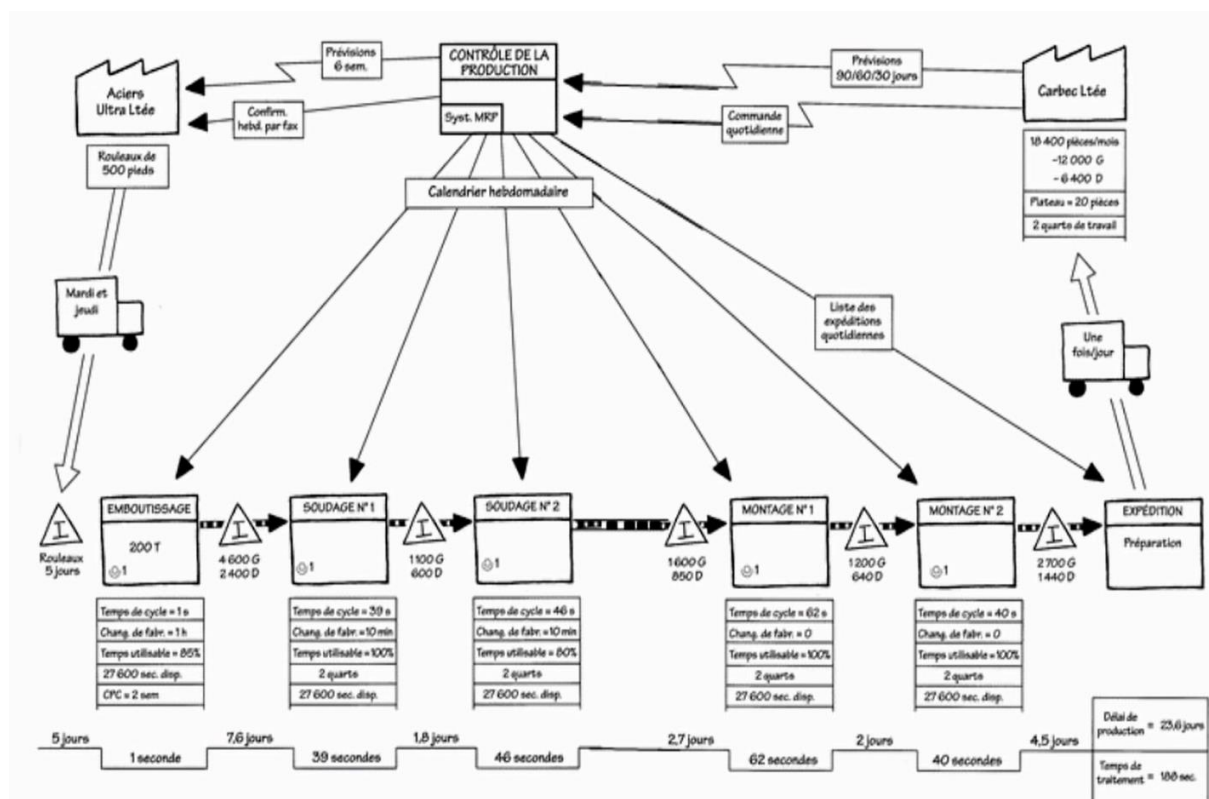 Aciers
Ultra Ltée
Prévisions
6 sem.
Confirm.
hebd. par fax
CONTRÔLE DE LA
PRODUCTION
Syst. MRP
Prévisions
90/60/30 jours
Commande
quotidienne
Carbec Ltée
18 400 pièces/mois
-12 000 G
- 6 400 D
Plateau = 20 pièces
2 quarts de travail
Rouleaux de
500 pieds
Calendrier hebdomadaire
Mardi et
jeudi
Liste des
expéditions
quotidiennes
Une
fois/jour
I
Rouleaux
5 jours
EMBOUTISSAGE
200 T
1
I
4 600 G
2 400 D
SOUDAGE N° 1
1
I
1 100 G
600 D
SOUDAGE N° 2
1
I
1 600 G
850 D
MONTAGE N° 1
1
I
1 200 G
640 D
MONTAGE N° 2
1
I
2 700 G
1 440 D
EXPÉDITION
Préparation
Temps de cycle = 1 s
Chang. de fabr. = 1 h
Temps utilisable = 85%
27 600 sec. disp.
CPC = 2 sem
Temps de cycle = 39 s
Chang. de fabr. = 10 min
Temps utilisable = 100%
2 quarts
27 600 sec. disp.
Temps de cycle = 46 s
Chang. de fabr. = 10 min
Temps utilisable = 80%
2 quarts
27 600 sec. disp.
Temps de cycle = 62 s
Chang. de fabr. = 0
Temps utilisable = 100%
2 quarts
27 600 sec. disp.
Temps de cycle = 40 s
Chang. de fabr. = 0
Temps utilisable = 100%
2 quarts
27 600 sec. disp.
5 jours
1 seconde
7,6 jours
39 secondes
1,8 jours
46 secondes
2,7 jours
62 secondes
2 jours
40 secondes
4,5 jours
Délai de
production = 23,6 jours
Temps de
traitement = 188 sec.